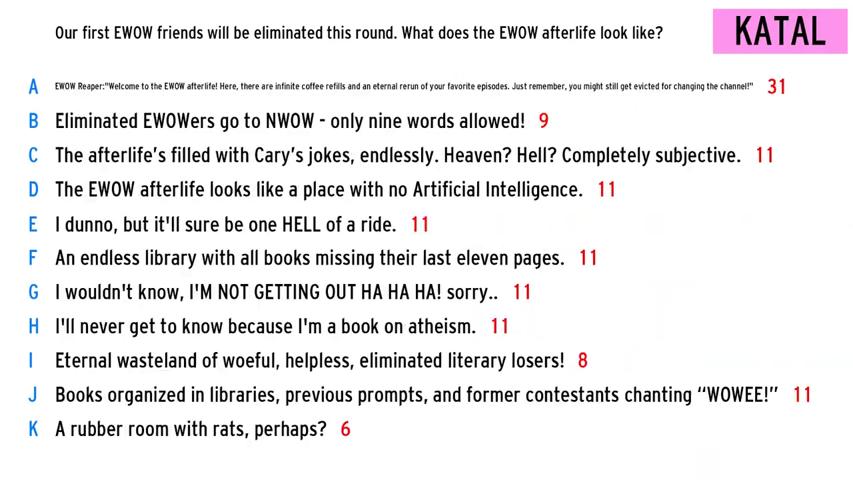 Our first EWOW friends will be eliminated this round. What does the EWOW afterlife look like?
KATAL
A EWOW Reaper:"Welcome to the EWOW afterlife! Here, there are infinite coffee refills and an eternal rerun of your favorite episodes. Just remember, you might still get evicted for changing the channel!" 31
B Eliminated EWOWers go to NWOW - only nine words allowed! 9
C The afterlife’s filled with Cary’s jokes, endlessly. Heaven? Hell? Completely subjective. 11
D The EWOW afterlife looks like a place with no Artificial Intelligence. 11
E I dunno, but it'll sure be one HELL of a ride. 11
F An endless library with all books missing their last eleven pages. 11
G I wouldn't know, I'M NOT GETTING OUT HA HA HA! sorry.. 11
H I'll never get to know because I'm a book on atheism. 11
I Eternal wasteland of woeful, helpless, eliminated literary losers! 8
J Books organized in libraries, previous prompts, and former contestants chanting “WOWEE!” 11
K A rubber room with rats, perhaps? 6